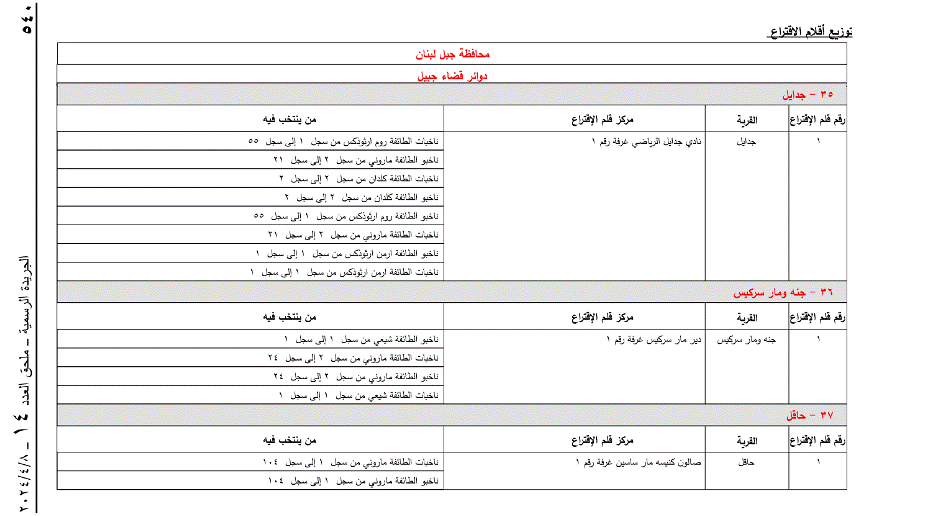 توزيع أقلام الاقتراع
محافظة جبل لبنان
دوائر قضاء جبيل
٣٥ - جدايل
رقم قلم الإقتراع القرية مركز قلم الإقتراع من ينتخب فيه
١ جدايل نادي جدايل الرياضي غرفة رقم ١ ناخبات الطائفة روم ارثوذكس من سجل ١ إلى سجل ٥٥
ناخبو الطائفة ماروني من سجل ٢ إلى سجل ٢١
ناخبات الطائفة كلدان من سجل ٢ إلى سجل ٢
ناخبو الطائفة كلدان من سجل ٢ إلى سجل ٢
ناخبو الطائفة روم ارثوذكس من سجل ١ إلى سجل ٥٥
ناخبات الطائفة ماروني من سجل ٢ إلى سجل ٢١
ناخبو الطائفة ارمن ارثوذكس من سجل ١ إلى سجل ١
ناخبات الطائفة ارمن ارثوذكس من سجل ١ إلى سجل ١
٣٦ - جنه ومار سركيس
رقم قلم الإقتراع القرية مركز قلم الإقتراع من ينتخب فيه
١ جنه ومار سركيس دير مار سركيس غرفة رقم ١ ناخبو الطائفة شيعي من سجل ١ إلى سجل ١
ناخبات الطائفة ماروني من سجل ٢ إلى سجل ٢٤
ناخبو الطائفة ماروني من سجل ٢ إلى سجل ٢٤
ناخبات الطائفة شيعي من سجل ١ إلى سجل ١
٣٧ - حاقل
رقم قلم الإقتراع القرية مركز قلم الإقتراع من ينتخب فيه
١ حاقل صالون كنيسه مار ساسين غرفة رقم ١ ناخبات الطائفة ماروني من سجل ١ إلى سجل ١٠٤
ناخبو الطائفة ماروني من سجل ١ إلى سجل ١٠٤
٥٤٠
الجريدة الرسمية – ملحق العدد ١٤ – ٢٠٢٤/٤/٨